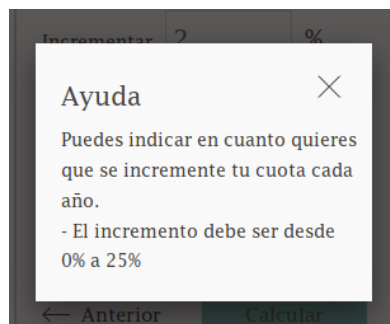 Incrementar 2 %
Ayuda
Puedes indicar en cuanto quieres
que se incremente tu cuota cada
año.
- El incremento debe ser desde
0% a 25%
← Anterior Calcular